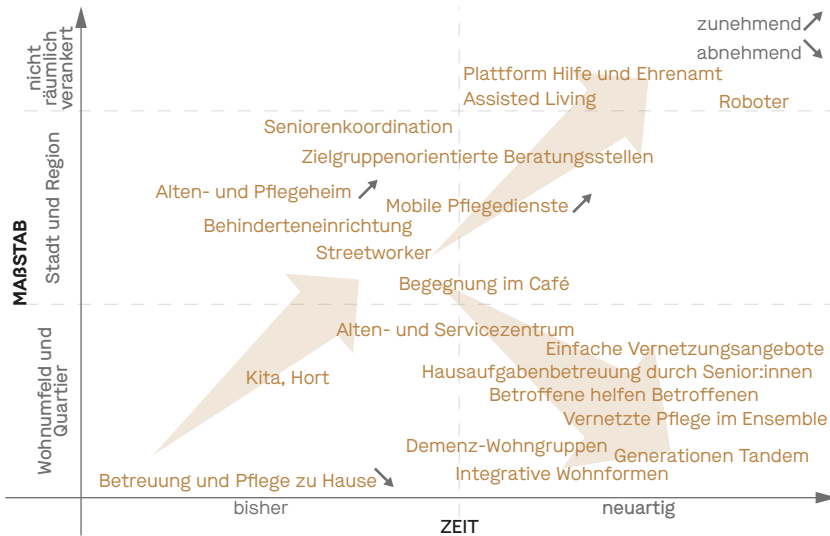 zunehmend
abnehmend
nicht
räumlich
verankert
Plattform Hilfe und Ehrenamt
Assisted Living
Roboter
Seniorenkoordination
Zielgruppenorientierte Beratungsstellen
Alten- und Pflegeheim
Mobile Pflegedienste
Behinderteneinrichtung
Streetworker
Stadt und Region
MAẞSTAB
Begegnung im Café
Alten- und Servicezentrum
Einfache Vernetzungsangebote
Kita, Hort
Hausaufgabenbetreuung durch Senior:innen
Betroffene helfen Betroffenen
Vernetzte Pflege im Ensemble
Wohnumfeld und
Quartier
Demenz-Wohngruppen
Generationen Tandem
Integrative Wohnformen
Betreuung und Pflege zu Hause
bisher
neuartig
ZEIT